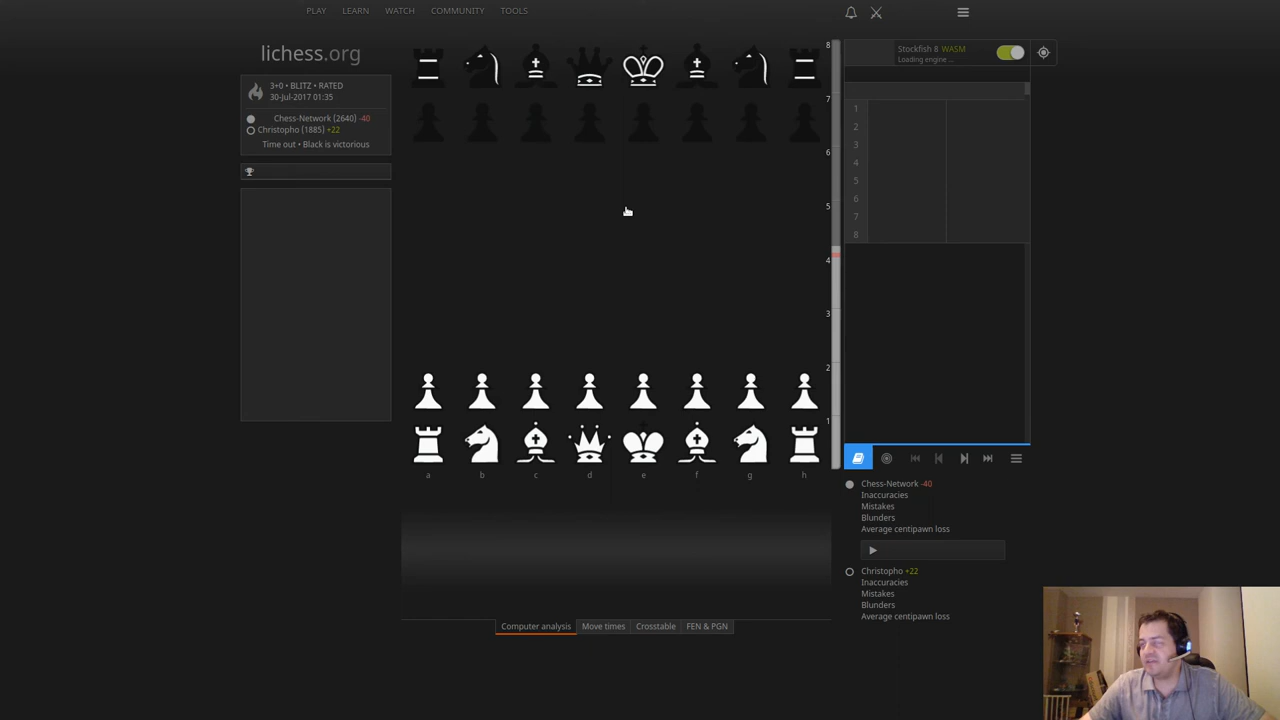 PLAY LEARN WATCH COMMUNITY TOOLS
lichess.org
3+0 • BLITZ • RATED
30-Jul-2017 01:35
Chess-Network (2640) -40
Christopho (1885) +22
Time out • Black is victorious
8
7
6
5
4
3
2
1
a b c d e f g h
Computer analysis Move times Crosstable FEN & PGN
Stockfish 8 WASM
Loading engine ...
1
2
3
4
5
6
7
8
Chess-Network -40
Inaccuracies
Mistakes
Blunders
Average centipawn loss
Christopho +22
Inaccuracies
Mistakes
Blunders
Average centipawn loss